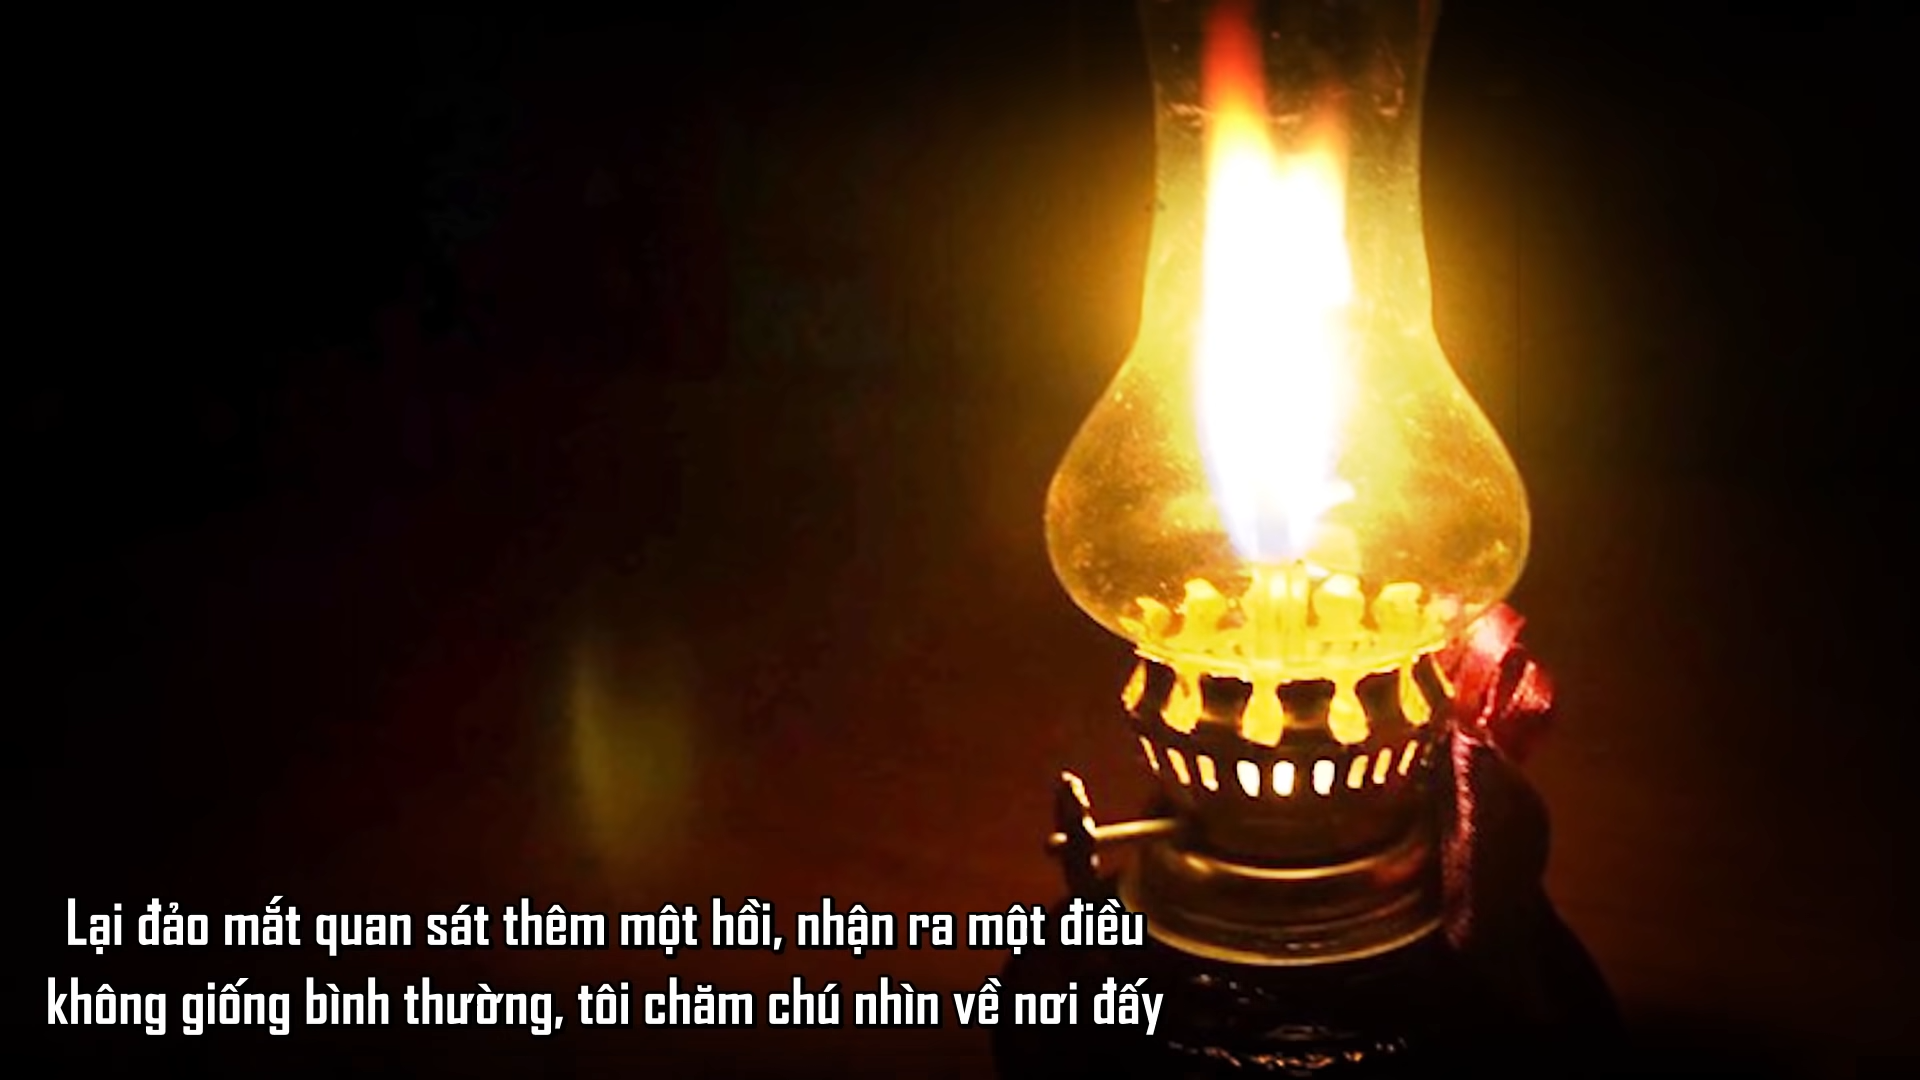 Lại đảo mắt quan sát thêm một hồi, nhận ra một điều
không giống bình thường, tôi chăm chú nhìn về nơi đấy